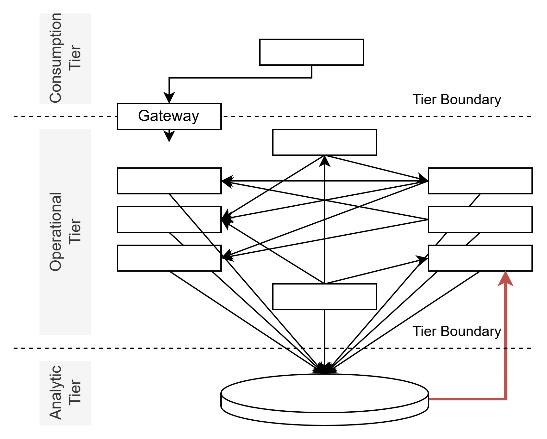 Consumption
Tier
Tier Boundary
Gateway
Operational
Tier
Tier Boundary
Analytic
Tier